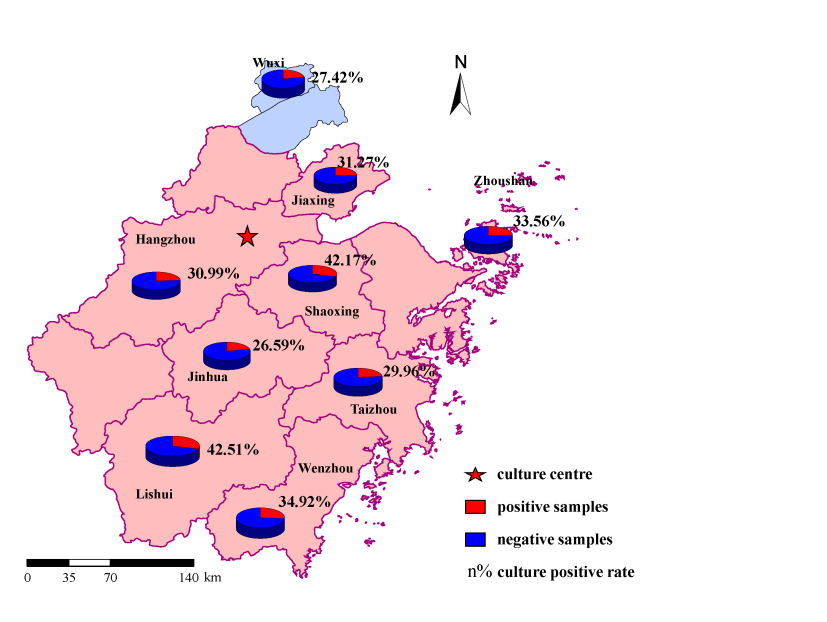 Wuxi
27.42%
N
31.27%
Jiaxing
Zhoushan
33.56%
Hangzhou
30.99%
42.17%
Shaoxing
26.59%
Jinhua
29.96%
Taizhou
42.51%
Lishui
Wenzhou
34.92%
culture centre
positive samples
negative samples
n% culture positive rate
0 35 70 140 km